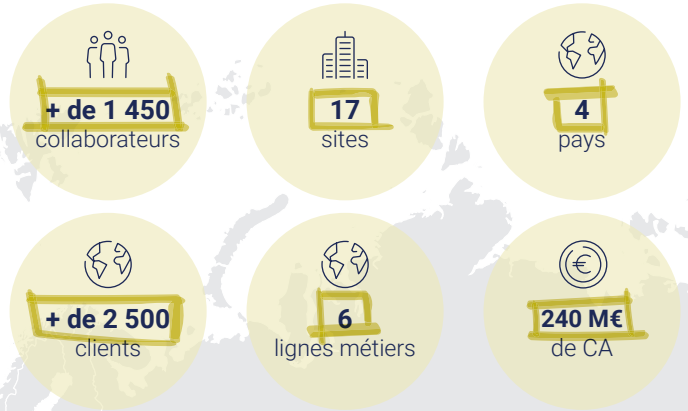 + de 1 450
collaborateurs
17
sites
4
pays
+ de 2 500
clients
6
lignes métiers
240 M€
de CA